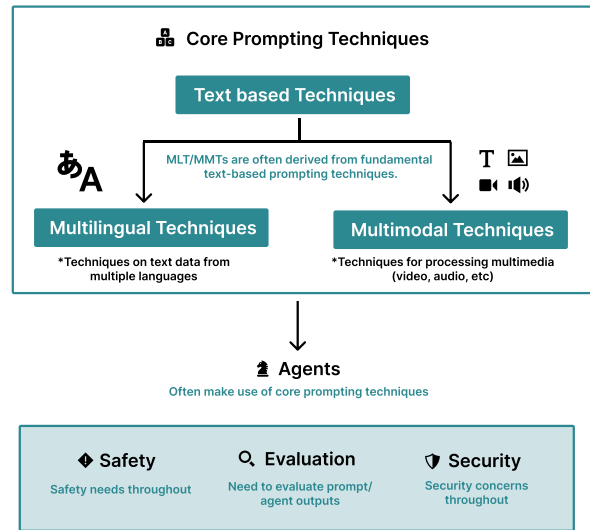 Core Prompting Techniques
Text based Techniques
MLT/MMTs are often derived from fundamental
text-based prompting techniques.
あA
T
Multilingual Techniques
Multimodal Techniques
*Techniques on text data from
multiple languages
*Techniques for processing multimedia
(video, audio, etc)
Agents
Often make use of core prompting techniques
Safety
Evaluation
Security
Safety needs throughout
Need to evaluate prompt/
agent outputs
Security concerns
throughout